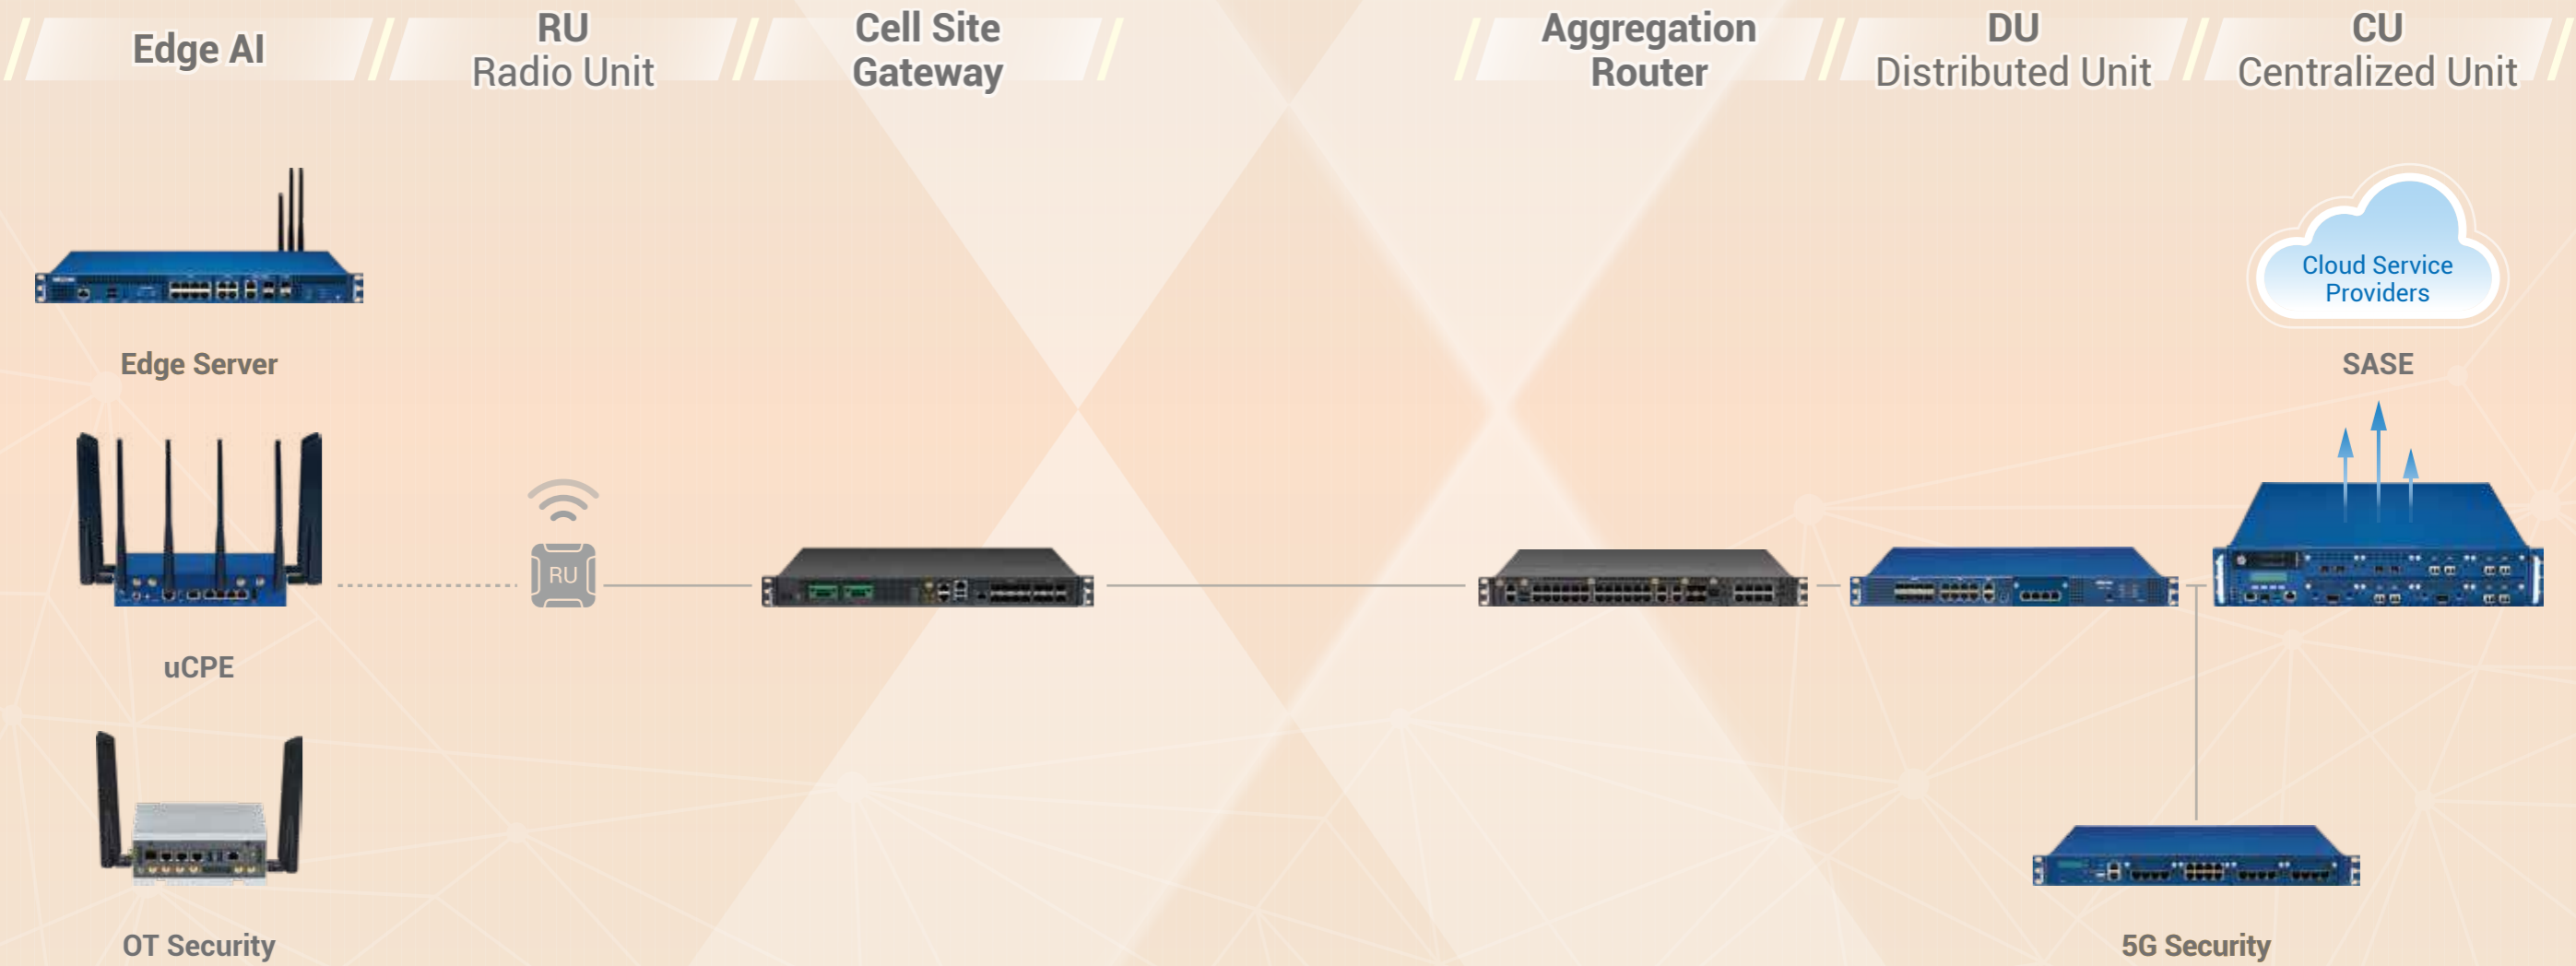 Edge AI
RU
Radio Unit
Cell Site
Gateway
Aggregation
Router
DU
Distributed Unit
CU
Centralized Unit
Cloud Service
Providers
Edge Server
SASE
RU
uCPE
OT Security
5G Security